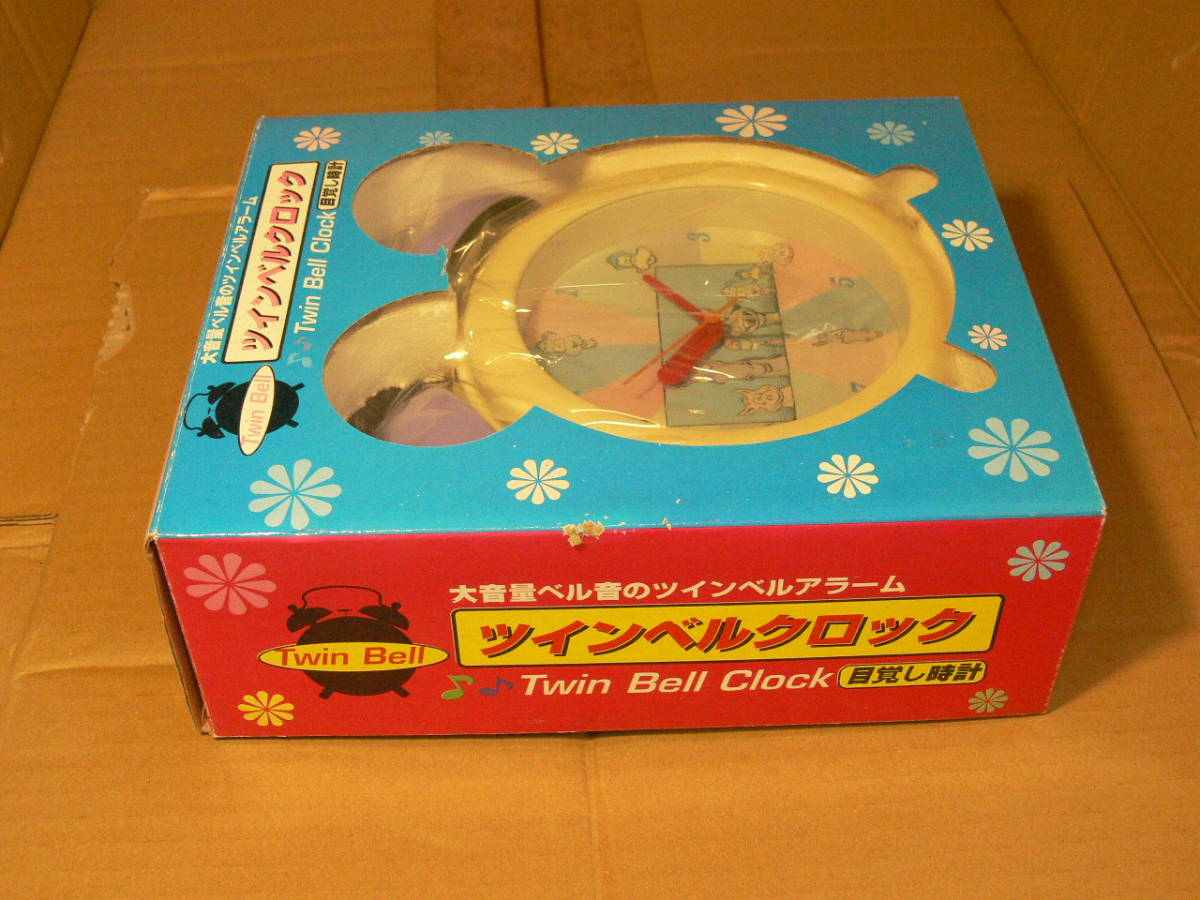 大音量ベル音のツインベルアラーム
ツインベルクロック
Twin Bell Clock 目覚し時計
Twin Bell
3
5
7
大音量ベル音のツインベルアラーム
ツインベルクロック
Twin Bell
Twin Bell Clock 目覚し時計